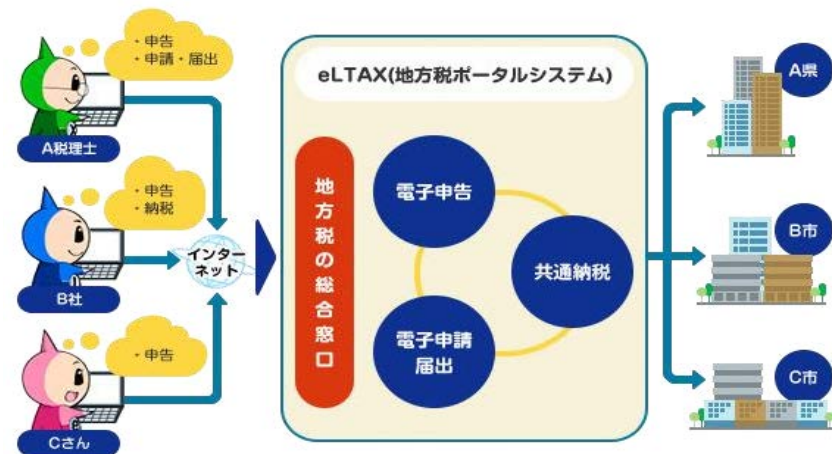 ・申告
・申請・届出
A税理士
・申告
・納税
B社
・申告
Cさん
インター
ネット
eLTAX(地方税ポータルシステム)
地方税の総合窓口
電子申告
共通納税
電子申請
届出
A県
B市
C市